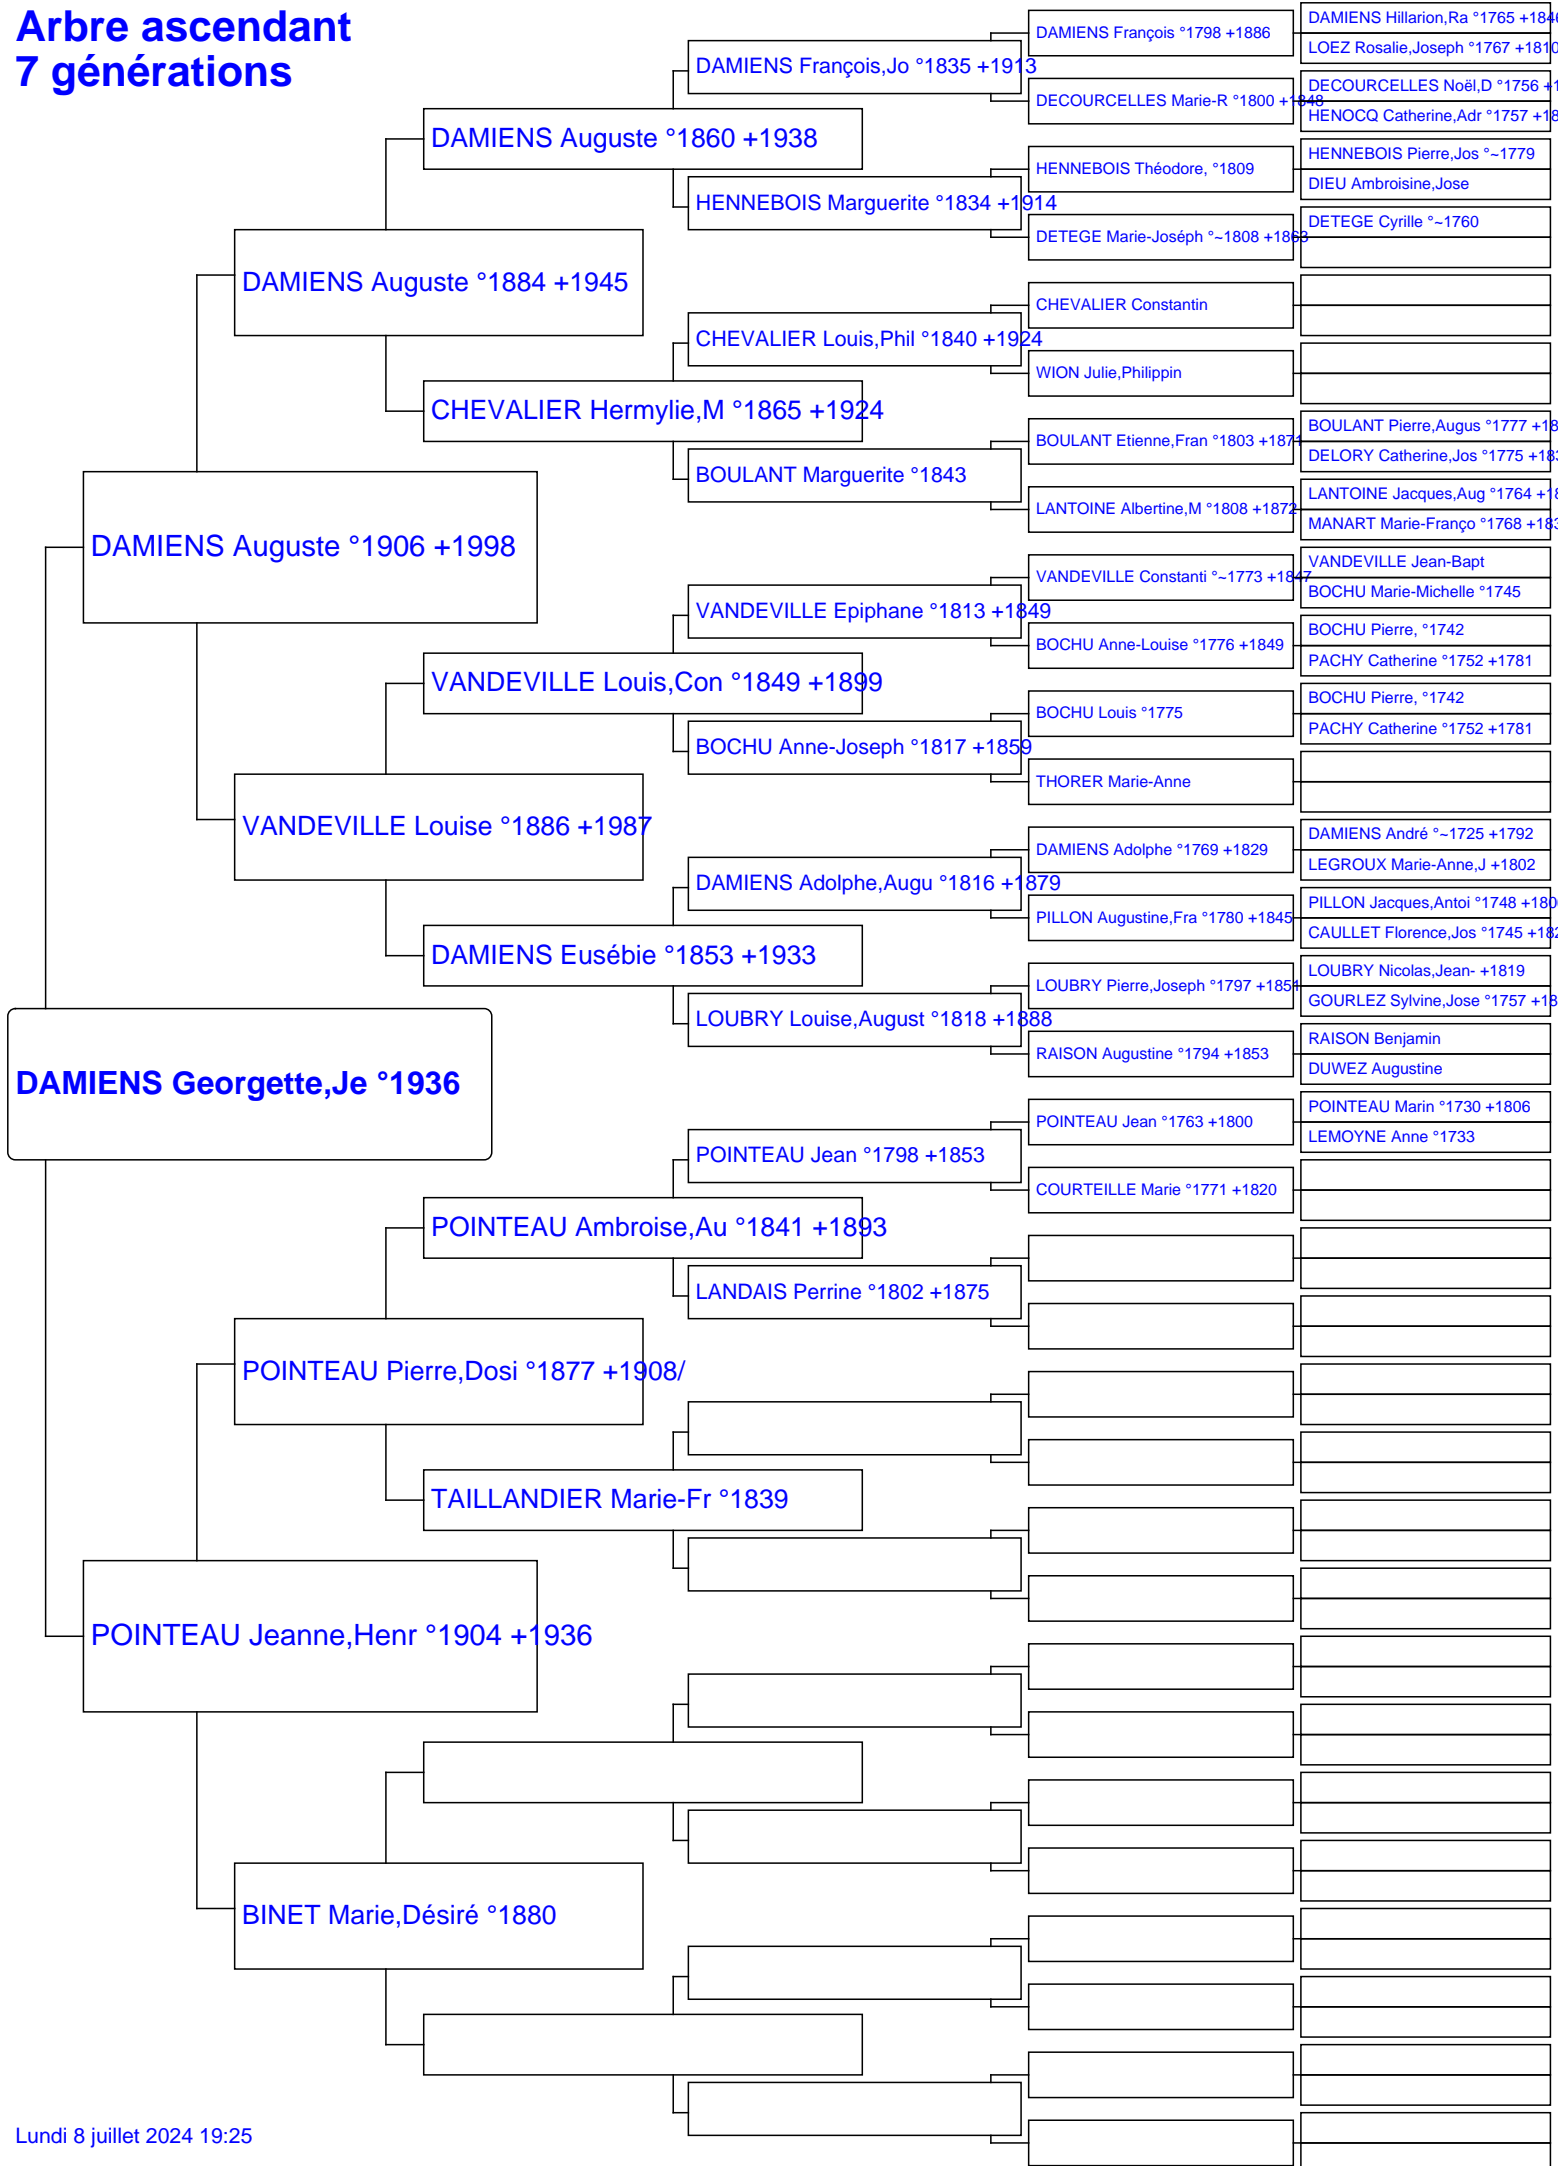 Arbre ascendant
7 générations
DAMIENS Georgette,Je °1936
DAMIENS Auguste °1906 +1998
POINTEAU Jeanne,Henr °1904 +1936
DAMIENS Auguste °1884 +1945
VANDEVILLE Louise °1886 +1987
POINTEAU Pierre,Dosi °1877 +1908/
BINET Marie,Désiré °1880
DAMIENS Auguste °1860 +1938
CHEVALIER Hermylie,M °1865 +1924
VANDEVILLE Louis,Con °1849 +1899
DAMIENS Eusébie °1853 +1933
POINTEAU Ambroise,Au °1841 +1893
TAILLANDIER Marie-Fr °1839
DAMIENS François,Jo °1835 +1913
HENNEBOIS Marguerite °1834 +1914
CHEVALIER Louis,Phil °1840 +1924
BOULANT Marguerite °1843
VANDEVILLE Epiphane °1813 +1849
BOCHU Anne-Joseph °1817 +1859
DAMIENS Adolphe,Augu °1816 +1879
LOUBRY Louise,August °1818 +1888
POINTEAU Jean °1798 +1853
LANDAIS Perrine °1802 +1875
DAMIENS François °1798 +1886
DECOURCELLES Marie-R °1800 +1848
HENNEBOIS Théodore, °1809
DETEGE Marie-Joséph °~1808 +1863
CHEVALIER Constantin
WION Julie,Philippin
BOULANT Etienne,Fran °1803 +1871
LANTOINE Albertine,M °1808 +1872
VANDEVILLE Constanti °~1773 +1847
BOCHU Anne-Louise °1776 +1849
BOCHU Louis °1775
THORER Marie-Anne
DAMIENS Adolphe °1769 +1829
PILLON Augustine,Fra °1780 +1845
LOUBRY Pierre,Joseph °1797 +1851
RAISON Augustine °1794 +1853
POINTEAU Jean °1763 +1800
COURTEILLE Marie °1771 +1820
DAMIENS Hillarion,Ra °1765 +1846
LOEZ Rosalie,Joseph °1767 +1810
DECOURCELLES Noël,D °1756 +1
HENOCQ Catherine,Adr °1757 +18
HENNEBOIS Pierre,Jos °~1779
DIEU Ambroisine,Jose
DETEGE Cyrille °~1760
BOULANT Pierre,Augus °1777 +18
DELORY Catherine,Jos °1775 +183
LANTOINE Jacques,Aug °1764 +18
MANART Marie-Franço °1768 +183
VANDEVILLE Jean-Bapt
BOCHU Marie-Michelle °1745
BOCHU Pierre, °1742
PACHY Catherine °1752 +1781
BOCHU Pierre, °1742
PACHY Catherine °1752 +1781
DAMIENS André °~1725 +1792
LEGROUX Marie-Anne,J +1802
PILLON Jacques,Antoi °1748 +180
CAULLET Florence,Jos °1745 +182
LOUBRY Nicolas,Jean- +1819
GOURLEZ Sylvine,Jose °1757 +18
RAISON Benjamin
DUWEZ Augustine
POINTEAU Marin °1730 +1806
LEMOYNE Anne °1733
Lundi 8 juillet 2024 19:25